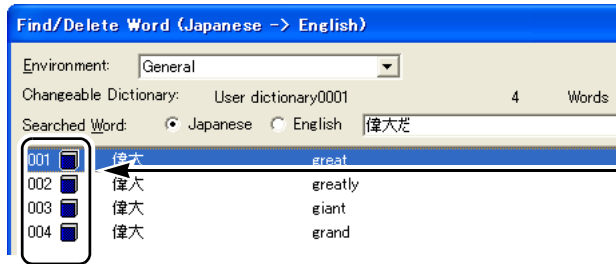 Find/Delete Word (Japanese -> English)
Environment: General
Changeable Dictionary: User dictionary0001 4 Words
Searched Word: Japanese English 偉大だ
001 偉大 great
002 偉大 greatly
003 偉大 giant
004 偉大 grand